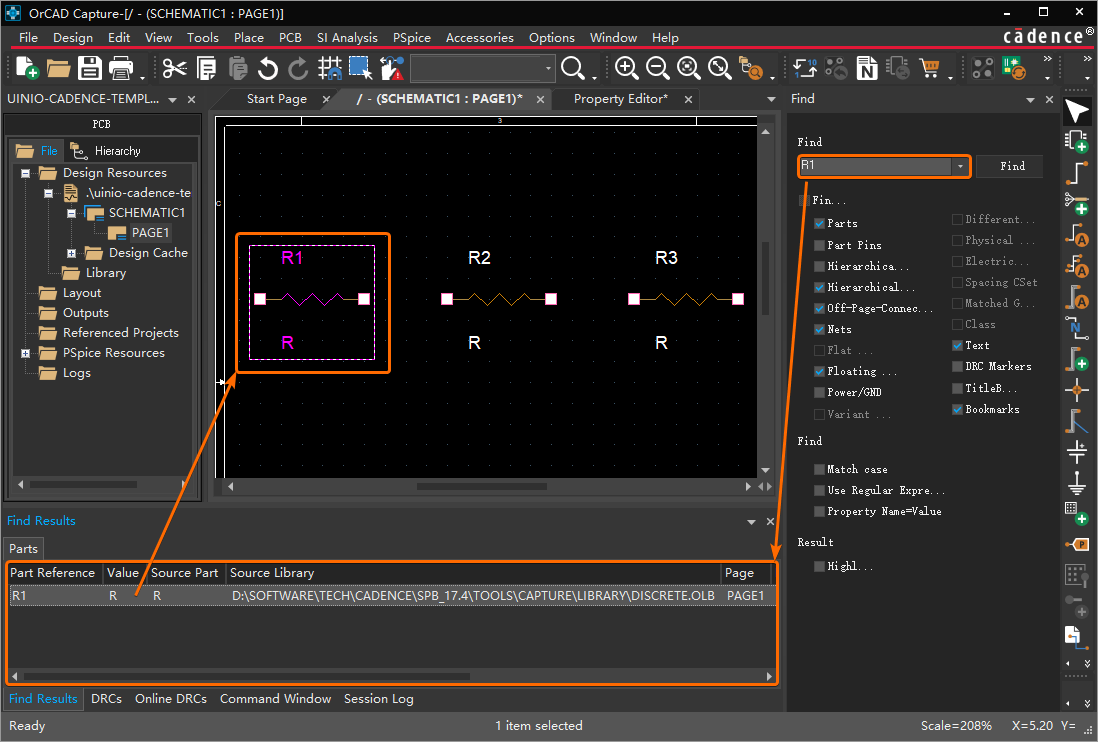 OrCAD Capture-[/ - (SCHEMATIC1 : PAGE1)]
File Design Edit View Tools Place PCB SI Analysis PSpice Accessories Options Window Help
cādence®
UINIO-CADENCE-TEMPL...
Start Page
/ - (SCHEMATIC1 : PAGE1)*
Property Editor*
Find
PCB
File
Hierarchy
Design Resources
.\uinio-cadence-te
SCHEMATIC1
PAGE1
Design Cache
Library
Layout
Outputs
Referenced Projects
PSpice Resources
Logs
3
C
R1 R2 R3
R R R
Find
R1
Find
Fin...
Parts
Part Pins
Hierarchica...
Hierarchical...
Off-Page-Connec...
Nets
Flat ...
Floating ...
Power/GND
Variant ...
Different...
Physical ...
Electric...
Spacing CSet
Matched G...
Class
Text
DRC Markers
TitleB...
Bookmarks
Find
Match case
Use Regular Expre...
Property Name=Value
Result
Highl...
Find Results
Parts
Part Reference Value Source Part Source Library Page
R1 R R D:\SOFTWARE\TECH\CADENCE\SPB_17.4\TOOLS\CAPTURE\LIBRARY\DISCRETE.OLB PAGE1
Find Results DRCs Online DRCs Command Window Session Log
Ready 1 item selected Scale=208% X=5.20 Y=